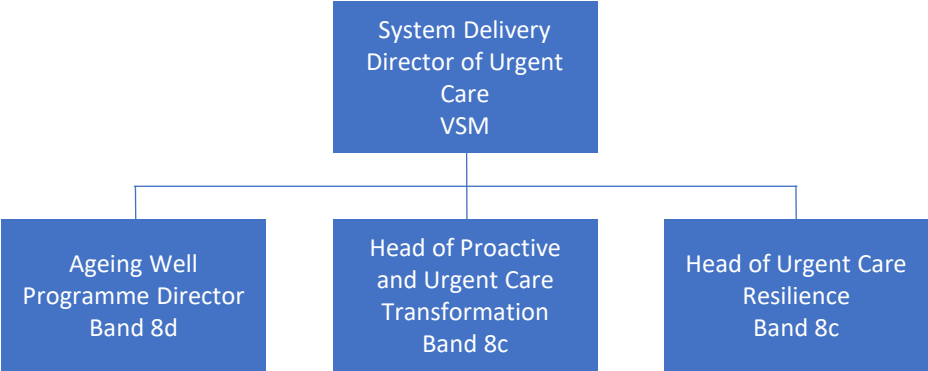 System Delivery
Director of Urgent
Care
VSM
Ageing Well
Programme Director
Band 8d
Head of Proactive
and Urgent Care
Transformation
Band 8c
Head of Urgent Care
Resilience
Band 8c